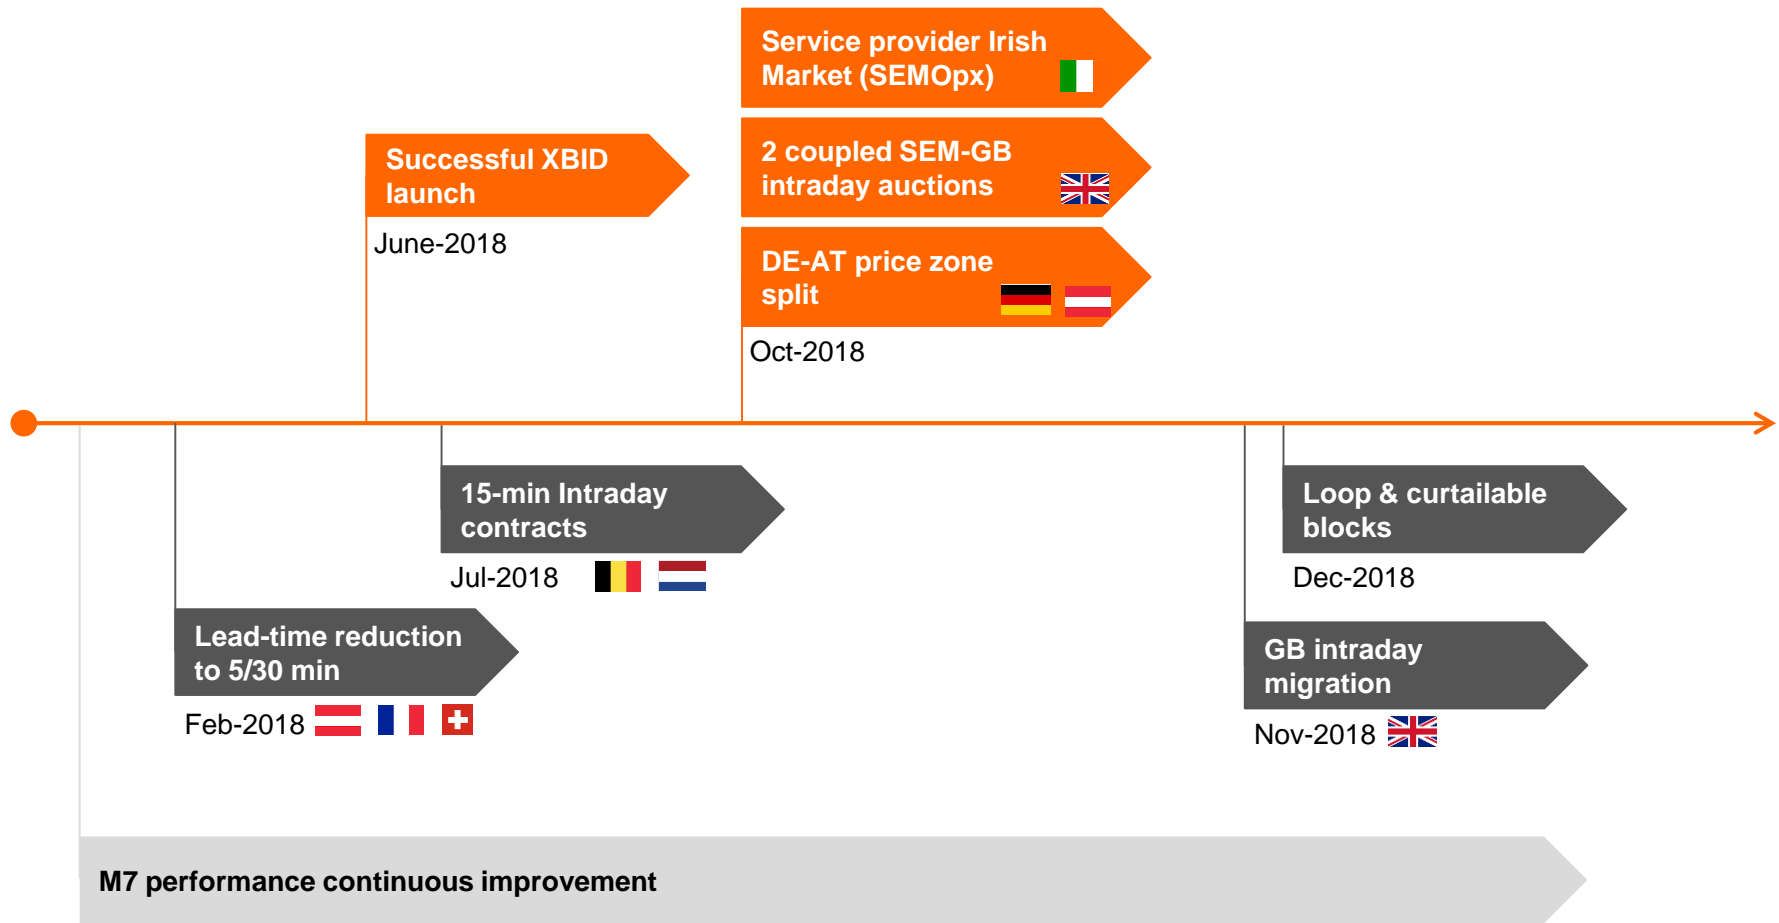 Service provider Irish
Market (SEMOpx)
2 coupled SEM-GB
intraday auctions
DE-AT price zone
split
Oct-2018
Successful XBID
launch
June-2018
15-min Intraday
contracts
Jul-2018
Lead-time reduction
to 5/30 min
Feb-2018
Loop & curtailable
blocks
Dec-2018
GB intraday
migration
Nov-2018
M7 performance continuous improvement